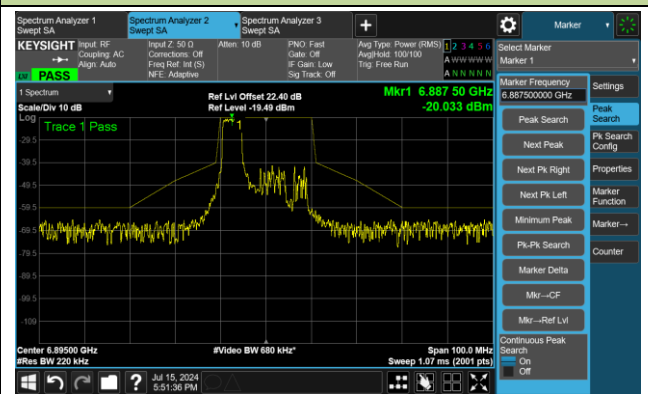 Spectrum Analyzer 1
Swept SA
Spectrum Analyzer 2
Swept SA
Spectrum Analyzer 3
Swept SA
+
Marker
KEYSIGHT
Input: RF
Coupling: AC
Align: Auto
Input Z: 50 Ω
Corrections: Off
Freq Ref: Int (S)
NFE: Adaptive
Atten: 10 dB
PNO: Fast
Gate: Off
IF Gain: Low
Sig Track: Off
Avg Type: Power (RMS)
Avg|Hold: 100/100
Trig: Free Run
1 2 3 4 5 6
A W W W W W
A N N N N N
LXI
PASS
Select Marker
Marker 1
1 Spectrum
Scale/Div 10 dB
Ref Lvl Offset 22.40 dB
Ref Level -19.49 dBm
Mkr1 6.887 50 GHz
-20.033 dBm
Log
Trace 1 Pass
1
-29.5
-39.5
-59.5
-69.5
-89.5
-99.5
-109
Center 6.89500 GHz
#Res BW 220 kHz
#Video BW 680 kHz*
Span 100.0 MHz
Sweep 1.07 ms (2001 pts)
Marker Frequency
6.887500000 GHz
Peak Search
Next Peak
Next Pk Right
Next Pk Left
Minimum Peak
Pk-Pk Search
Marker Delta
Mkr→CF
Mkr→Ref Lvl
Continuous Peak
Search
On
Off
Settings
Peak
Search
Pk Search
Config
Properties
Marker
Function
Marker→
Counter
?
Jul 15, 2024
5:51:36 PM